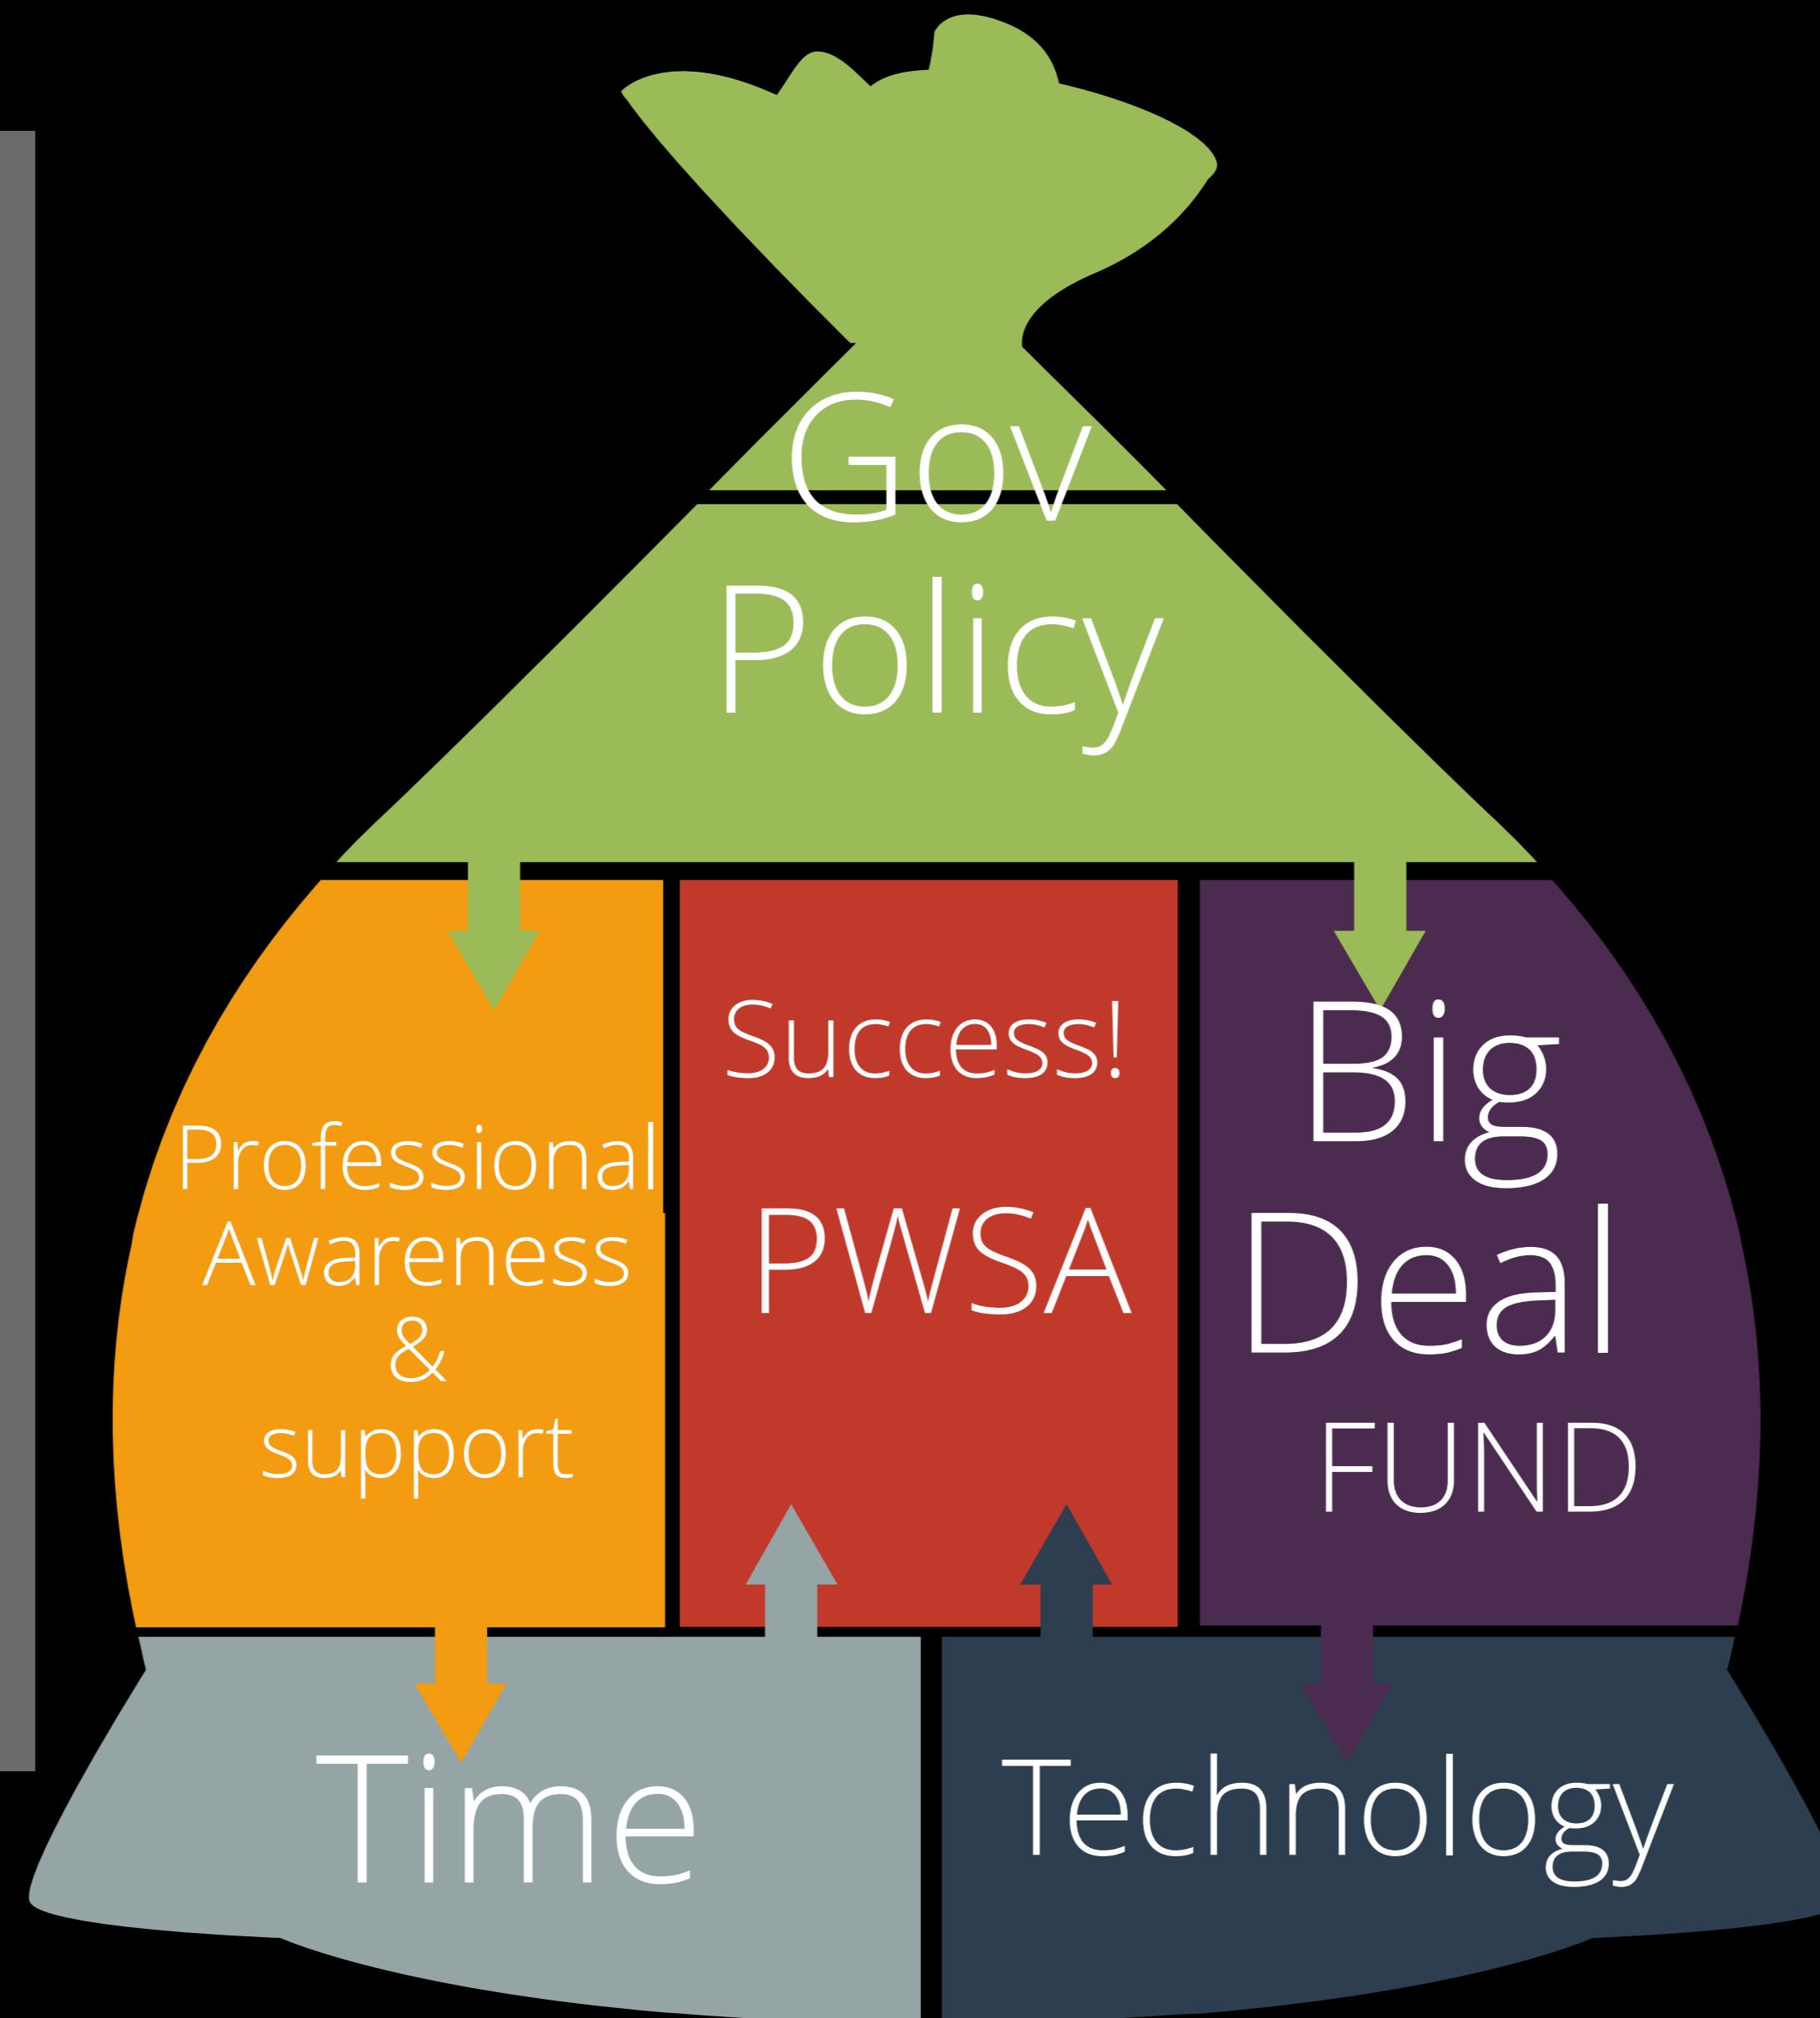 Gov
Policy
Professional
Awareness
&
support
Success!
PWSA
Big
Deal
FUND
Time
Technology